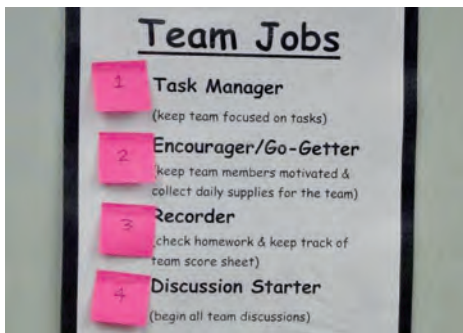 Team Jobs
1 Task Manager
(keep team focused on tasks)
2 Encourager/Go-Getter
(keep team members motivated &
collect daily supplies for the team)
3 Recorder
(check homework & keep track of
team score sheet)
4 Discussion Starter
(begin all team discussions)